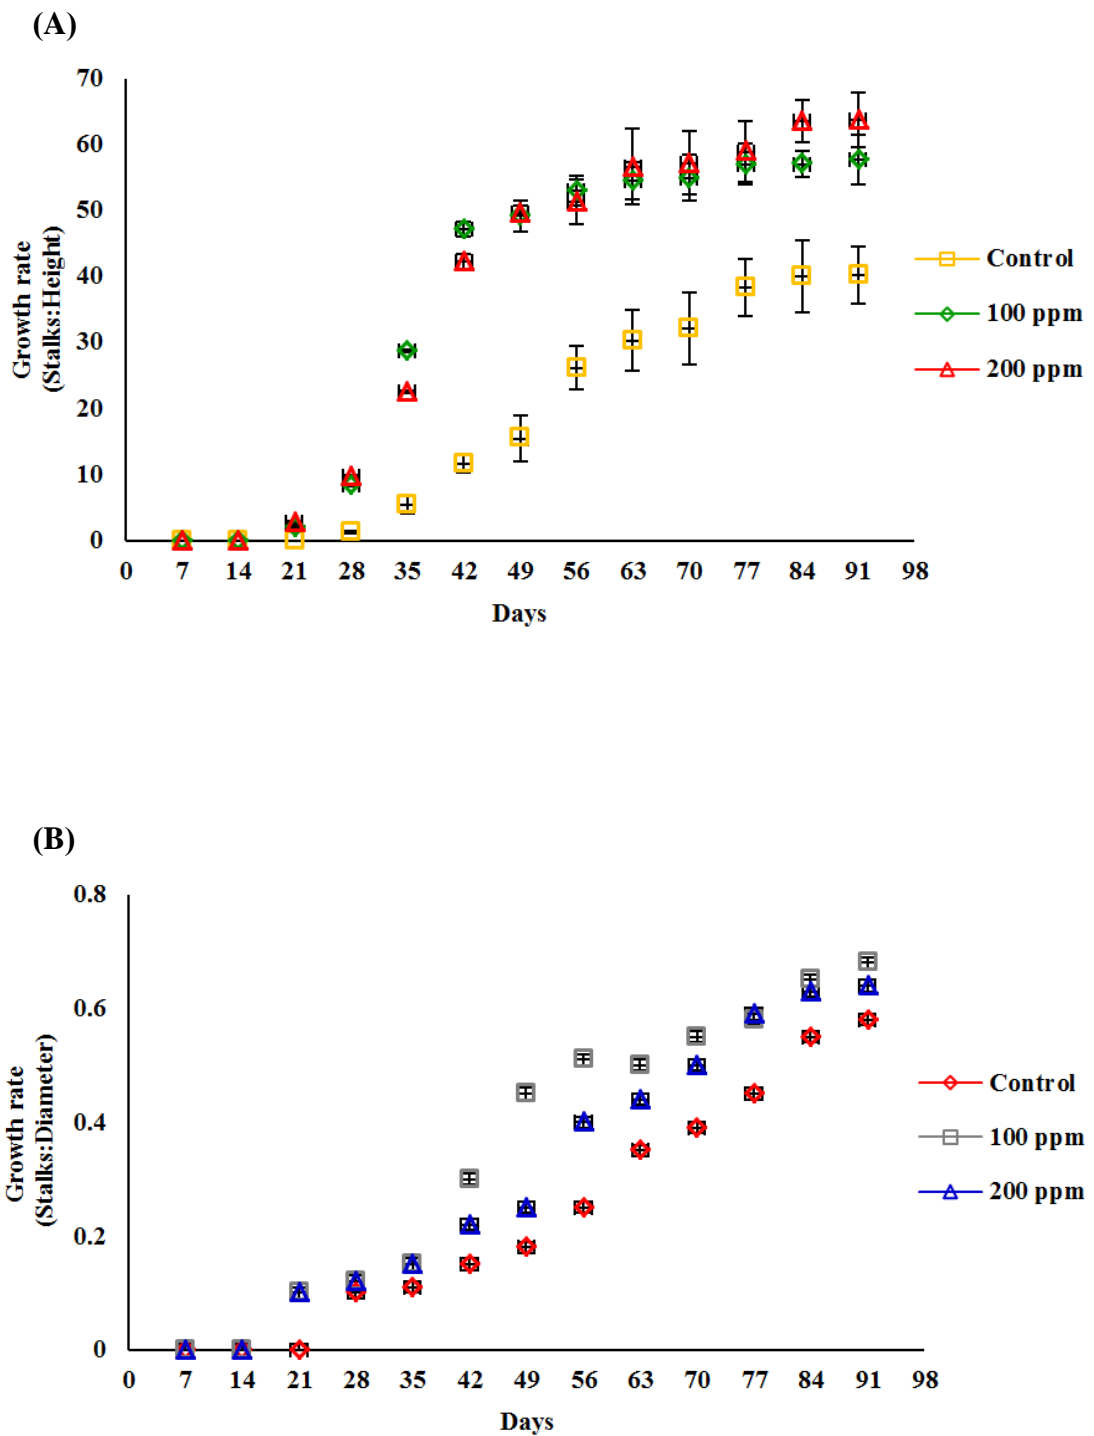 (A)
70
60
50
40
30
20
10
0
Growth rate
(Stalks:Height)
0 7 14 21 28 35 42 49 56 63 70 77 84 91 98
Days
Control
100 ppm
200 ppm
(B)
0.8
0.6
0.4
0.2
0
Growth rate
(Stalks:Diameter)
0 7 14 21 28 35 42 49 56 63 70 77 84 91 98
Days
Control
100 ppm
200 ppm